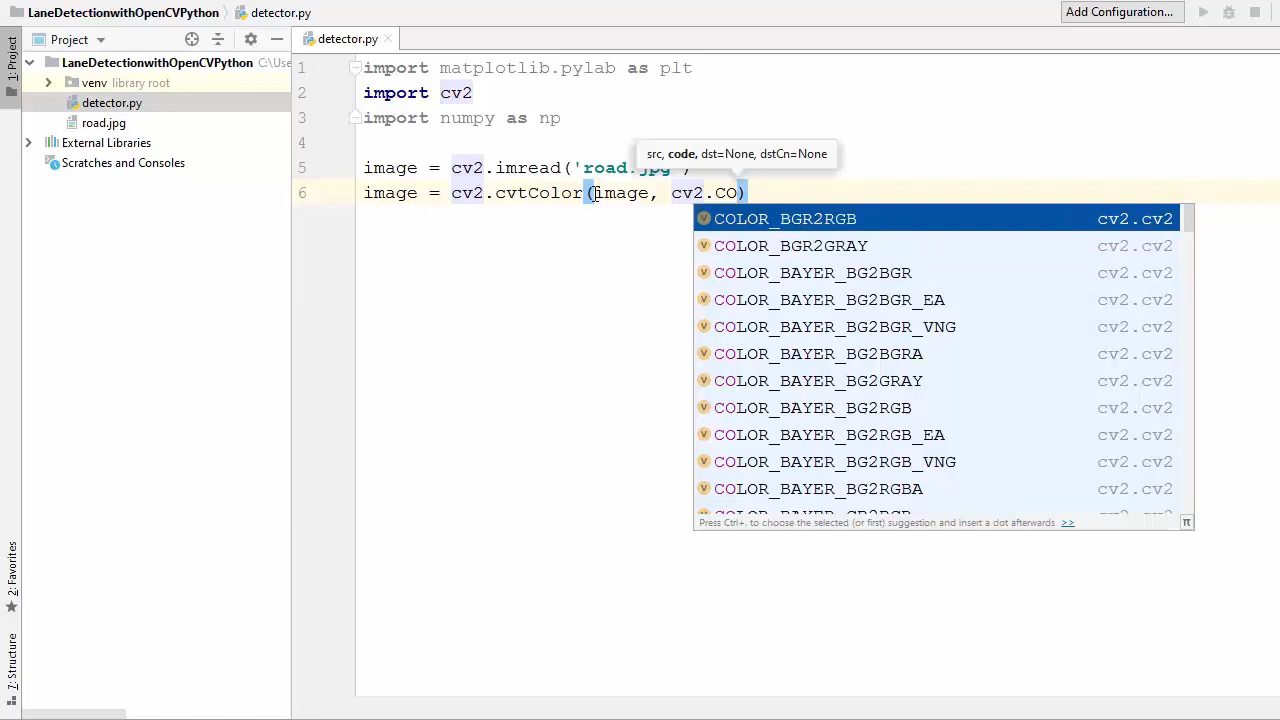 LaneDetectionwithOpenCVPython detector.py Add Configuration...
1: Project
Project
detector.py
LaneDetectionwithOpenCVPython C:\Use
venv library root
detector.py
road.jpg
External Libraries
Scratches and Consoles
1 import matplotlib.pylab as plt
2 import cv2
3 import numpy as np
4
src, code, dst=None, dstCn=None
5 image = cv2.imread('road.jpg')
6 image = cv2.cvtColor(image, cv2.CO)
COLOR_BGR2RGB cv2.cv2
COLOR_BGR2GRAY cv2.cv2
COLOR_BAYER_BG2BGR cv2.cv2
COLOR_BAYER_BG2BGR_EA cv2.cv2
COLOR_BAYER_BG2BGR_VNG cv2.cv2
COLOR_BAYER_BG2BGRA cv2.cv2
COLOR_BAYER_BG2GRAY cv2.cv2
COLOR_BAYER_BG2RGB cv2.cv2
COLOR_BAYER_BG2RGB_EA cv2.cv2
COLOR_BAYER_BG2RGB_VNG cv2.cv2
COLOR_BAYER_BG2RGBA cv2.cv2
Press Ctrl+. to choose the selected (or first) suggestion and insert a dot afterwards >> π
2: Favorites
7: Structure